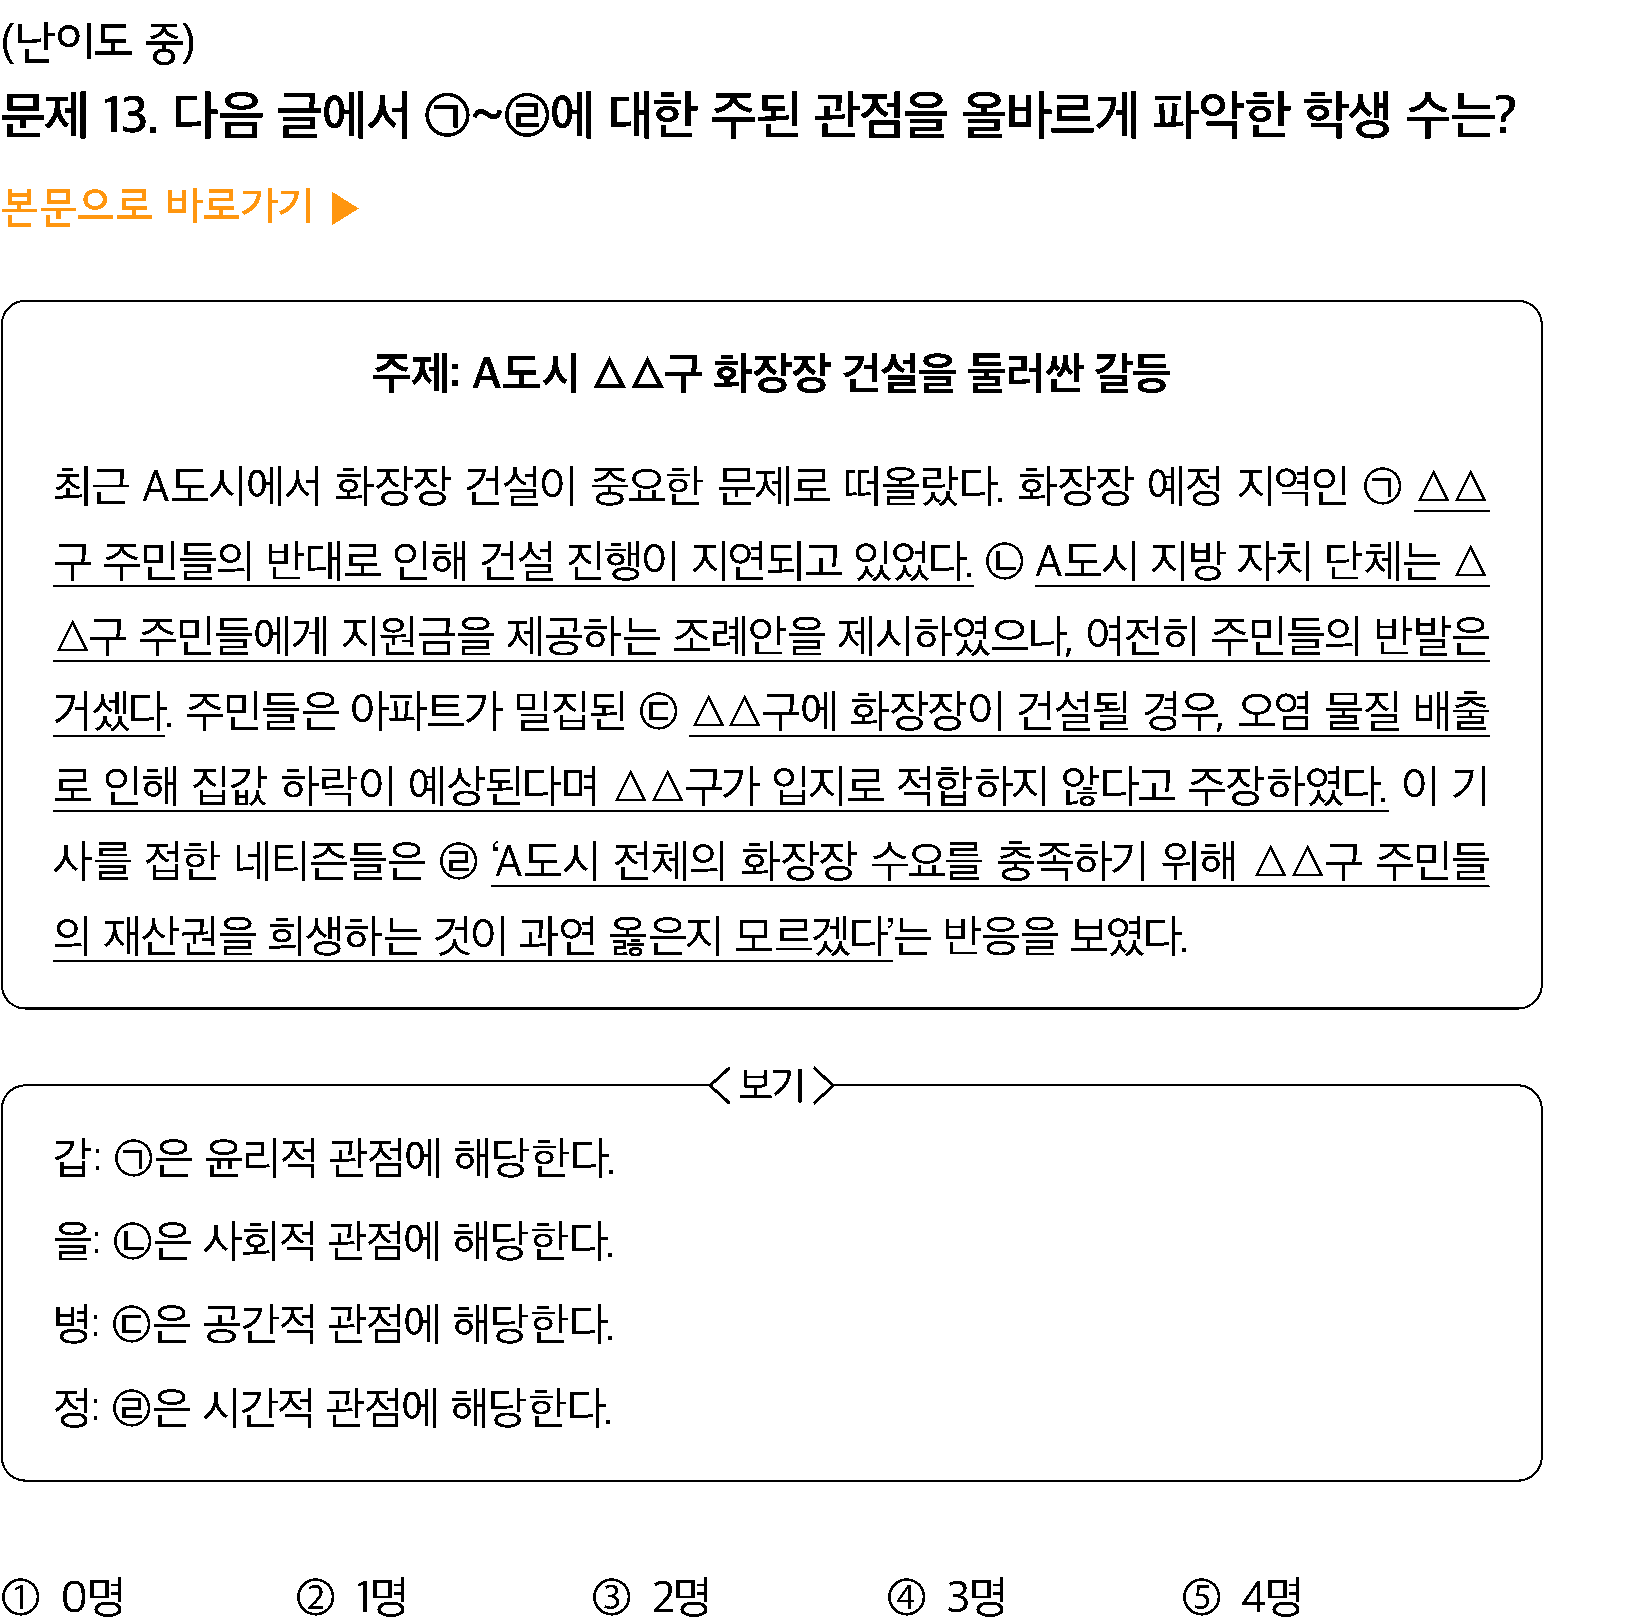 (난이도 중)
문제 13. 다음 글에서 ㉠~㉣에 대한 주된 관점을 올바르게 파악한 학생 수는?
본문으로 바로가기 ▶
주제: A도시 △△구 화장장 건설을 둘러싼 갈등
최근 A도시에서 화장장 건설이 중요한 문제로 떠올랐다. 화장장 예정 지역인 ㉠ △△
구 주민들의 반대로 인해 건설 진행이 지연되고 있었다. ㉡ A도시 지방 자치 단체는 △
△구 주민들에게 지원금을 제공하는 조례안을 제시하였으나, 여전히 주민들의 반발은
거셌다. 주민들은 아파트가 밀집된 ㉢ △△구에 화장장이 건설될 경우, 오염 물질 배출
로 인해 집값 하락이 예상된다며 △△구가 입지로 적합하지 않다고 주장하였다. 이 기
사를 접한 네티즌들은 ㉣ ‘A도시 전체의 화장장 수요를 충족하기 위해 △△구 주민들
의 재산권을 희생하는 것이 과연 옳은지 모르겠다’는 반응을 보였다.
<보기>
갑: ㉠은 윤리적 관점에 해당한다.
을: ㉡은 사회적 관점에 해당한다.
병: ㉢은 공간적 관점에 해당한다.
정: ㉣은 시간적 관점에 해당한다.
① 0명 ② 1명 ③ 2명 ④ 3명 ⑤ 4명